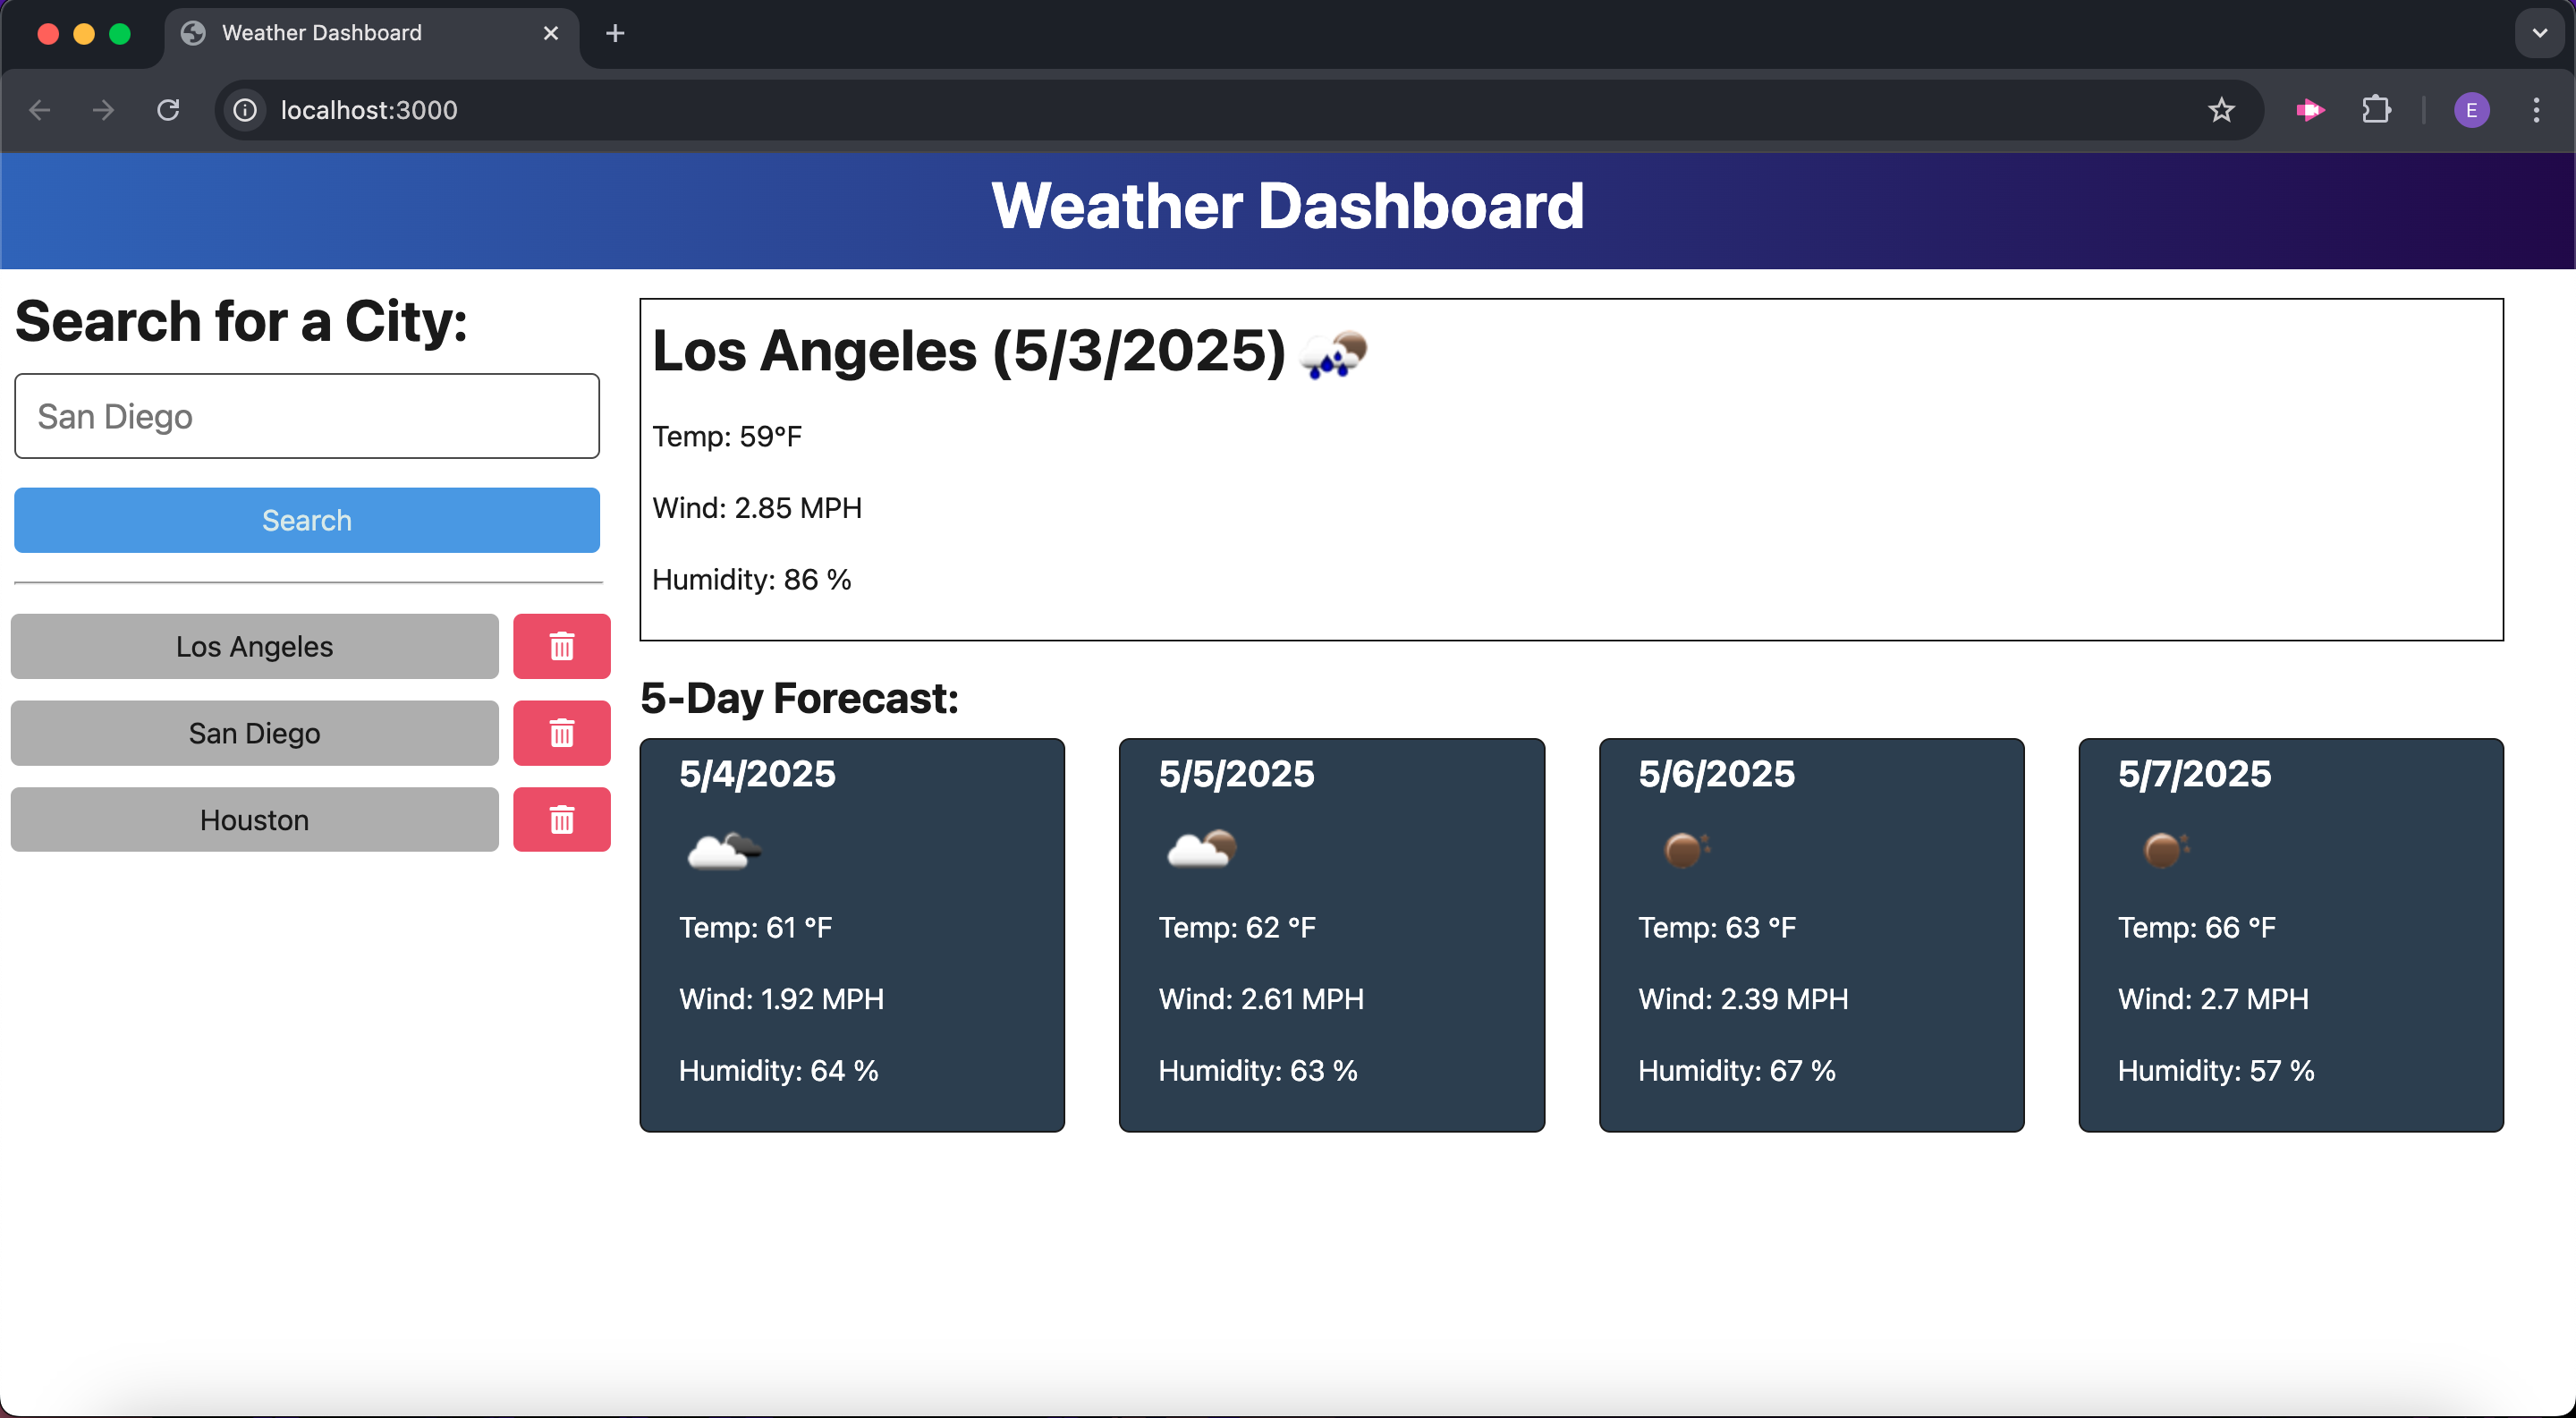 Weather Dashboard
localhost:3000
E
Weather Dashboard
Search for a City:
San Diego
Search
Los Angeles
San Diego
Houston
Los Angeles (5/3/2025)
Temp: 59°F
Wind: 2.85 MPH
Humidity: 86 %
5-Day Forecast:
5/4/2025
Temp: 61 °F
Wind: 1.92 MPH
Humidity: 64 %
5/5/2025
Temp: 62 °F
Wind: 2.61 MPH
Humidity: 63 %
5/6/2025
Temp: 63 °F
Wind: 2.39 MPH
Humidity: 67 %
5/7/2025
Temp: 66 °F
Wind: 2.7 MPH
Humidity: 57 %